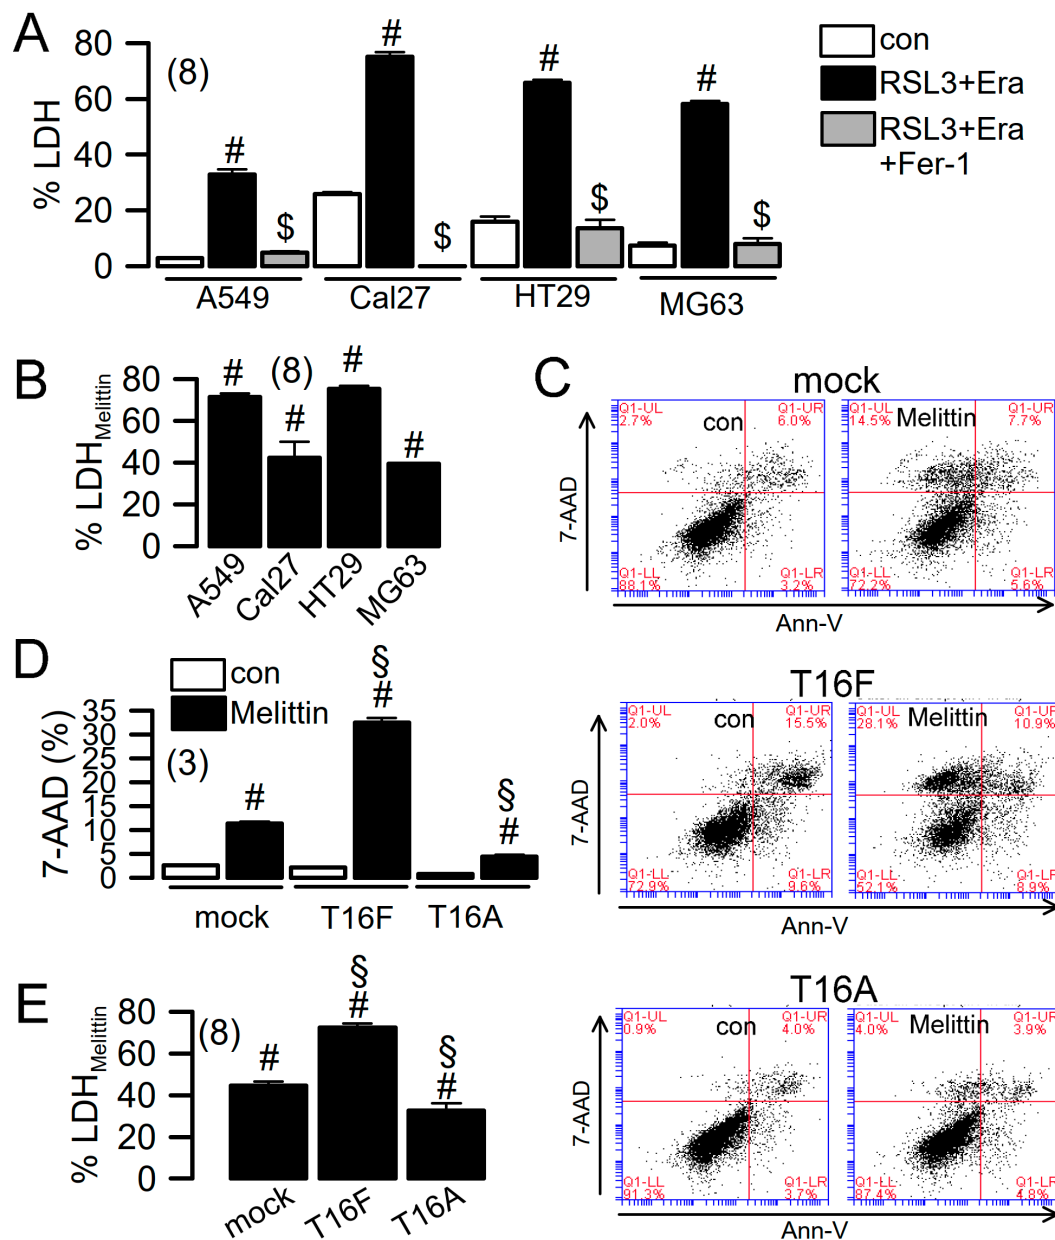 A
80
60
40
20
0
% LDH
(8)
#
#
#
#
$
$
$
$
A549
Cal27
HT29
MG63
con
RSL3+Era
RSL3+Era
+Fer-1
B
80
60
40
20
0
% LDHMelittin
(8)
#
#
#
#
A549
Cal27
HT29
MG63
C
mock
Q1-UL
2.7%
con
Q1-UR
6.0%
Q1-LL
88.1%
Q1-LR
3.2%
Q1-UL
14.5%
Melittin
Q1-UR
7.7%
Q1-LL
72.2%
Q1-LR
5.6%
7-AAD
Ann-V
T16F
Q1-UL
2.0%
con
Q1-UR
15.5%
Q1-LL
72.9%
Q1-LR
9.6%
Q1-UL
28.1%
Melittin
Q1-UR
10.9%
Q1-LL
52.1%
Q1-LR
8.9%
7-AAD
Ann-V
T16A
Q1-UL
0.9%
con
Q1-UR
4.0%
Q1-LL
91.3%
Q1-LR
3.7%
Q1-UL
4.0%
Melittin
Q1-UR
3.9%
Q1-LL
87.4%
Q1-LR
4.8%
7-AAD
Ann-V
D
con
Melittin
35
30
25
20
15
10
5
0
7-AAD (%)
(3)
#
§
#
§
#
mock
T16F
T16A
E
80
60
40
20
0
% LDHMelittin
(8)
#
§
#
§
#
mock
T16F
T16A